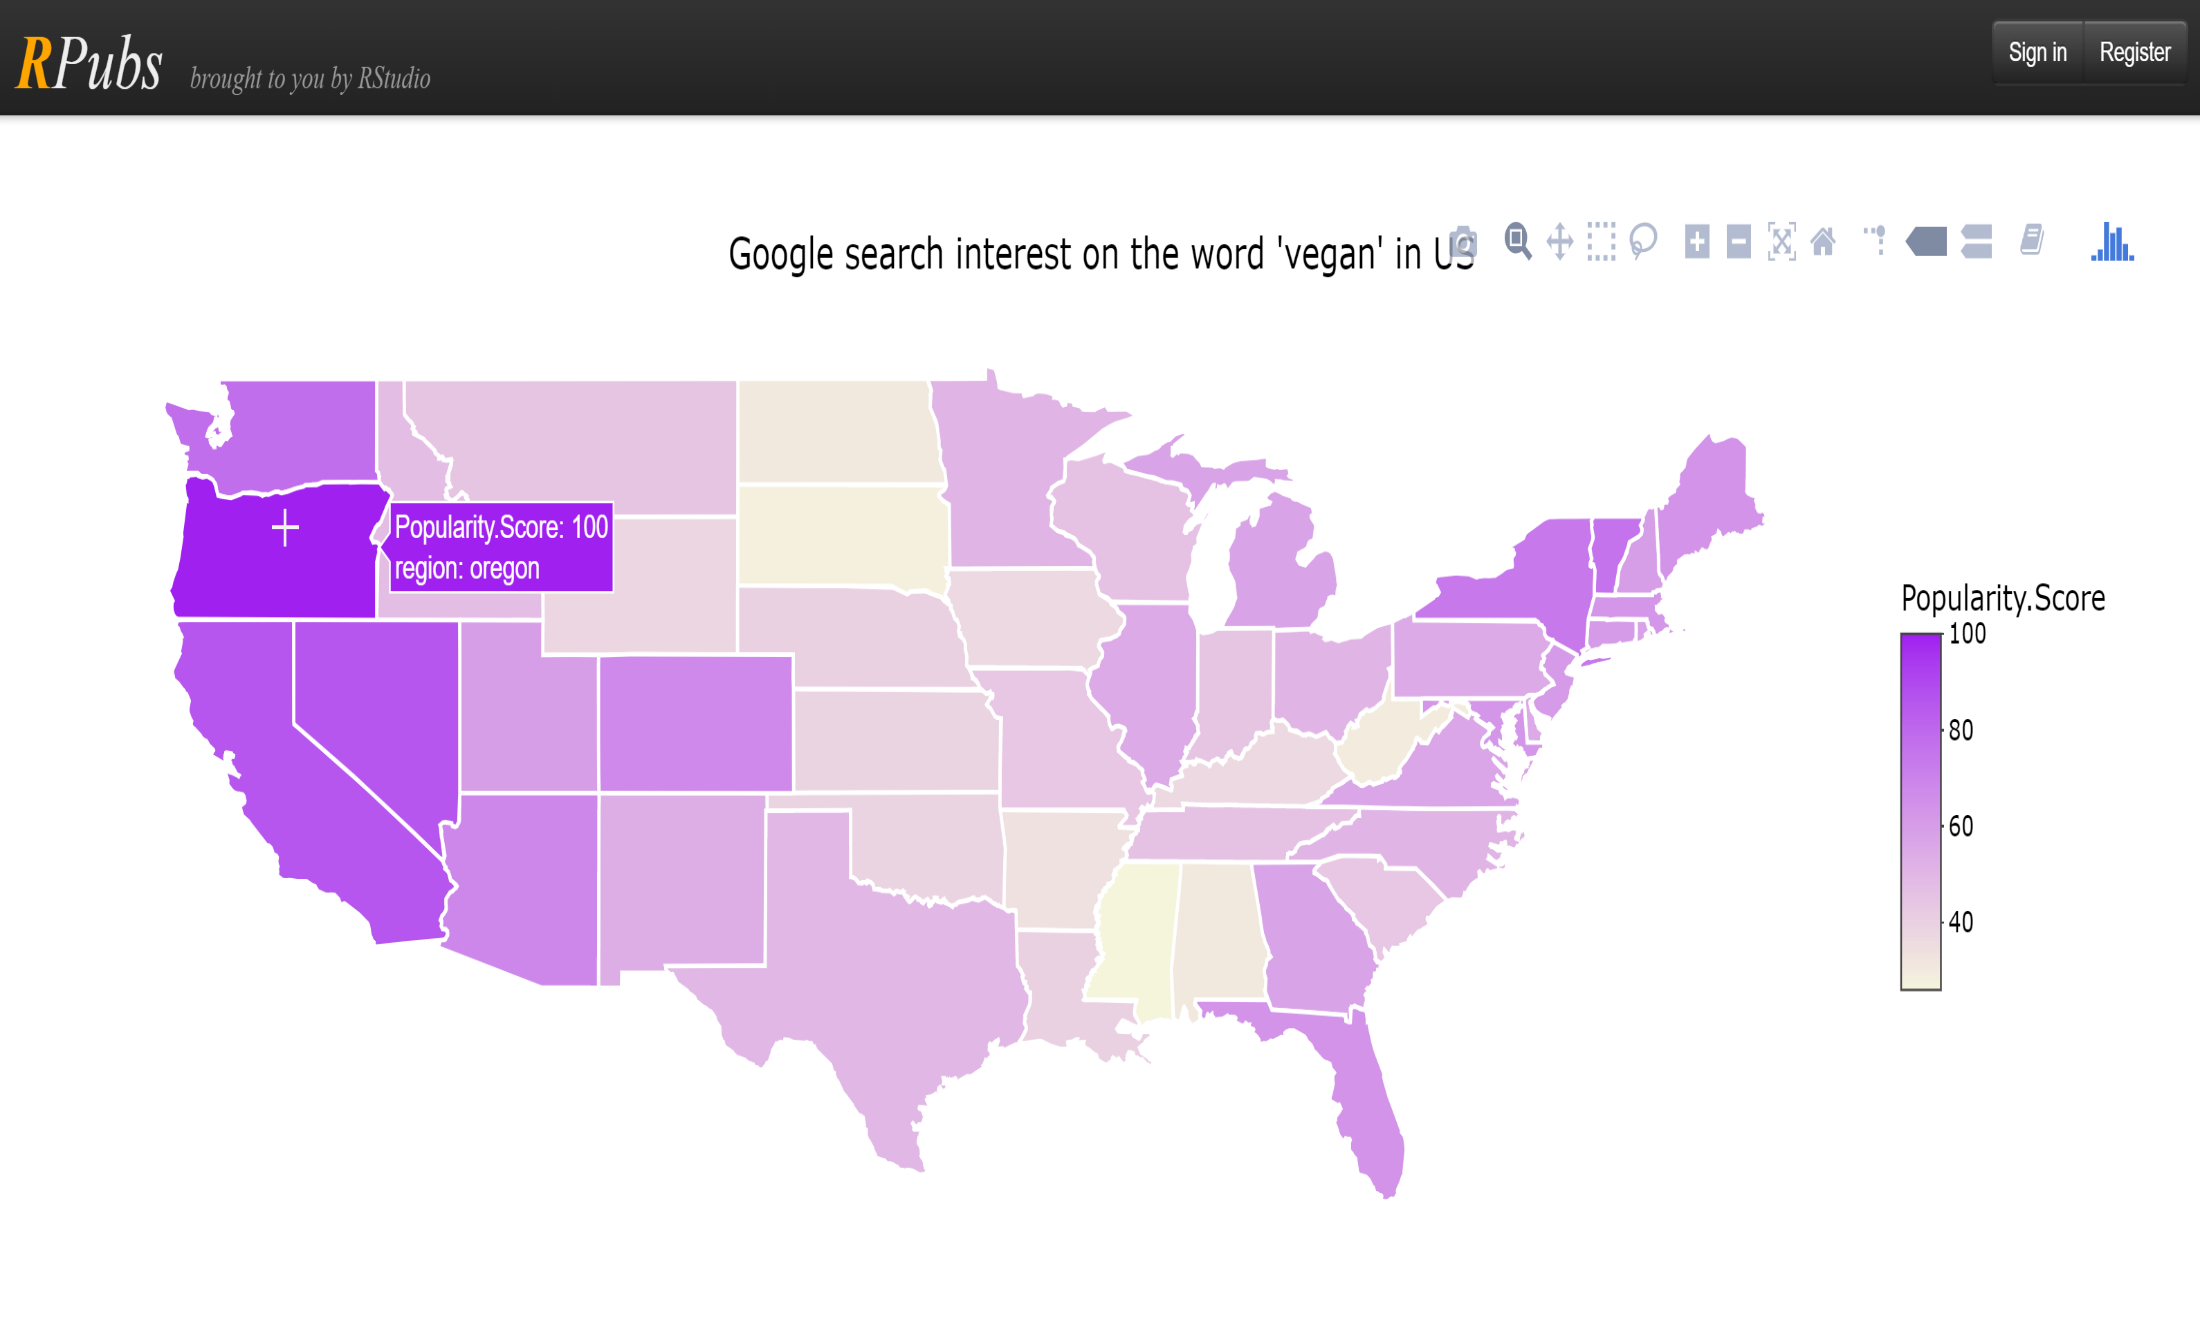 RPubs brought to you by RStudio
Sign in Register
Google search interest on the word 'vegan' in US
Popularity.Score: 100
region: oregon
Popularity.Score
100
80
60
40